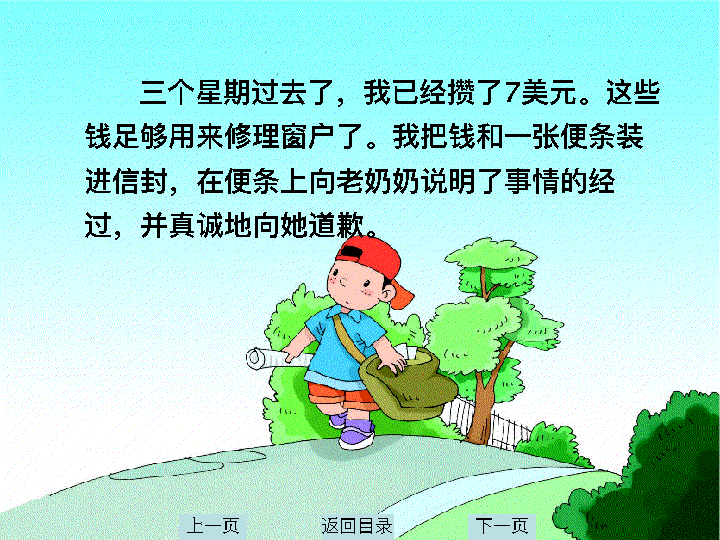 三个星期过去了，我已经攒了7美元。这些
钱足够用来修理窗户了。我把钱和一张便条装
进信封，在便条上向老奶奶说明了事情的经
过，并真诚地向她道歉。
上一页 返回目录 下一页